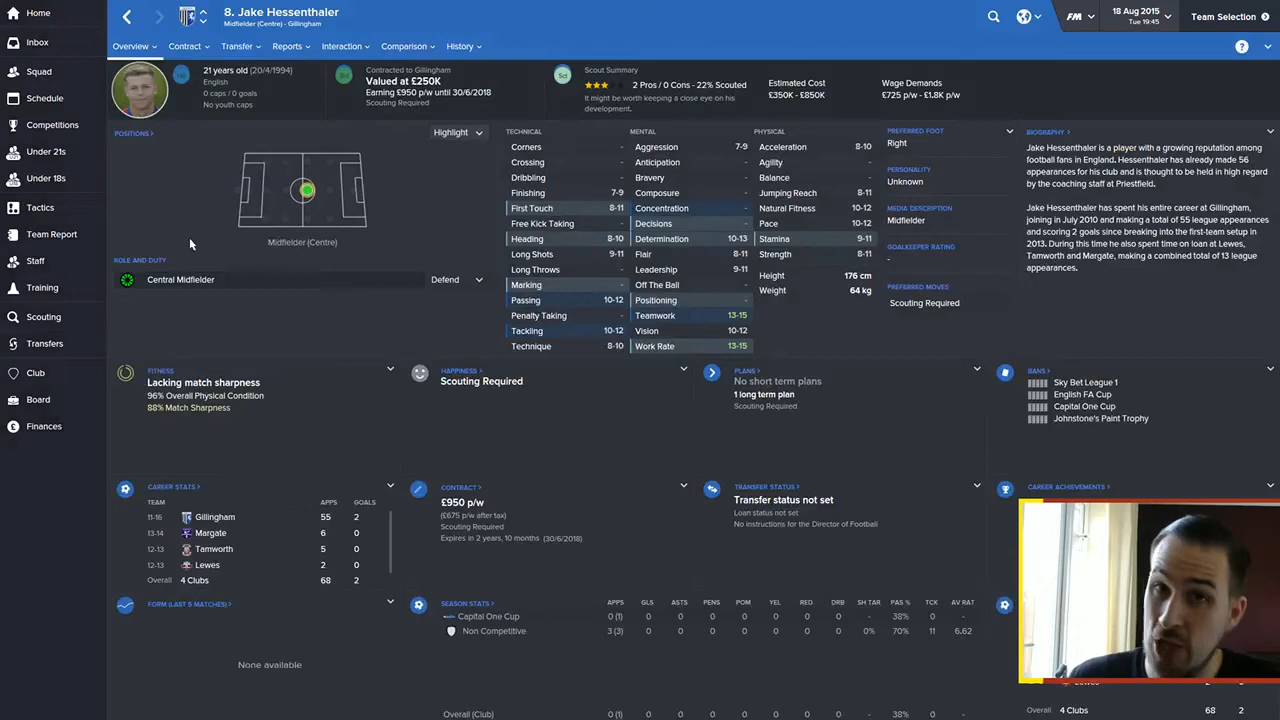 Home
Inbox
Squad
Schedule
Competitions
Under 21s
Under 18s
Tactics
Team Report
Staff
Training
Scouting
Transfers
Club
Board
Finances
8. Jake Hessenthaler
Midfielder (Centre) - Gillingham
FM
18 Aug 2015
Tue 19:45
Team Selection
Overview Contract Transfer Reports Interaction Comparison History
?
21 years old (20/4/1994)
English
0 caps / 0 goals
No youth caps
Contracted to Gillingham
Valued at £250K
Earning £950 p/w until 30/6/2018
Scouting Required
Sct
Scout Summary
2 Pros / 0 Cons - 22% Scouted
It might be worth keeping a close eye on his
development.
Estimated Cost
£350K - £850K
Wage Demands
£725 p/w - £1.8K p/w
POSITIONS >
Highlight
Midfielder (Centre)
ROLE AND DUTY
Central Midfielder Defend
TECHNICAL
Corners -
Crossing -
Dribbling -
Finishing 7-9
First Touch 8-11
Free Kick Taking -
Heading 8-10
Long Shots 9-11
Long Throws -
Marking -
Passing 10-12
Penalty Taking -
Tackling 10-12
Technique 8-10
MENTAL
Aggression 7-9
Anticipation -
Bravery -
Composure -
Concentration -
Decisions -
Determination 10-13
Flair 8-11
Leadership 9-11
Off The Ball -
Positioning -
Teamwork 13-15
Vision 10-12
Work Rate 13-15
PHYSICAL
Acceleration 8-10
Agility -
Balance -
Jumping Reach 8-11
Natural Fitness 10-12
Pace 10-12
Stamina 9-11
Strength 8-11
Height 176 cm
Weight 64 kg
PREFERRED FOOT
Right
PERSONALITY
Unknown
MEDIA DESCRIPTION
Midfielder
GOALKEEPER RATING
-
PREFERRED MOVES
Scouting Required
BIOGRAPHY >
Jake Hessenthaler is a player with a growing reputation among
football fans in England. Hessenthaler has already made 56
appearances for his club and is thought to be held in high regard
by the coaching staff at Priestfield.
Jake Hessenthaler has spent his entire career at Gillingham,
joining in July 2010 and making a total of 55 league appearances
and scoring 2 goals since breaking into the first-team setup in
2013. During this time he also spent time on loan at Lewes,
Tamworth and Margate, making a combined total of 13 league
appearances.
FITNESS
Lacking match sharpness
96% Overall Physical Condition
88% Match Sharpness
HAPPINESS >
Scouting Required
PLANS >
No short term plans
1 long term plan
Scouting Required
BANS >
Sky Bet League 1
English FA Cup
Capital One Cup
Johnstone's Paint Trophy
CAREER STATS >
TEAM APPS GOALS
11-16 Gillingham 55 2
13-14 Margate 6 0
12-13 Tamworth 5 0
12-13 Lewes 2 0
Overall 4 Clubs 68 2
CONTRACT >
£950 p/w
(£675 p/w after tax)
Scouting Required
Expires in 2 years, 10 months (30/6/2018)
TRANSFER STATUS >
Transfer status not set
Loan status not set
No instructions for the Director of Football
CAREER ACHIEVEMENTS >
FORM (LAST 5 MATCHES) >
None available
SEASON STATS > APPS GLS ASTS PENS POM YEL RED DRB SH TAR PAS % TCK AV RAT
Capital One Cup 0 (1) 0 0 0 0 0 0 0 - 38% 0 -
Non Competitive 3 (3) 0 0 0 0 0 0 0 0% 70% 11 6.62
Overall (Club) 0 (1) 0 0 0 0 0 0 0 - 38% 0 -
Overall 4 Clubs 68 2